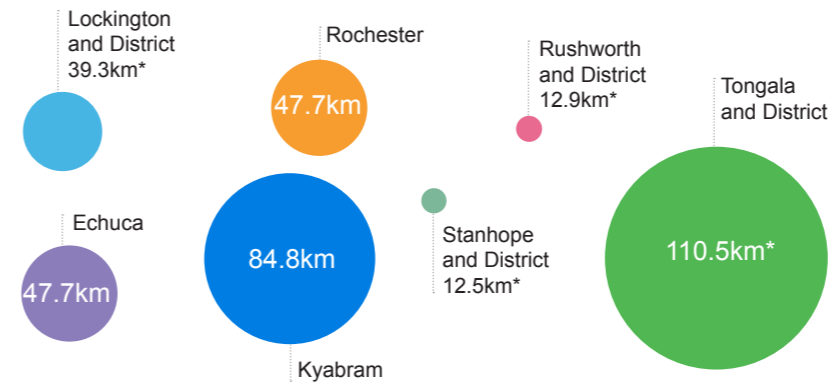 Lockington
and District
39.3km*
Rochester
47.7km
Rushworth
and District
12.9km*
Tongala
and District
110.5km*
Echuca
47.7km
84.8km
Kyabram
Stanhope
and District
12.5km*